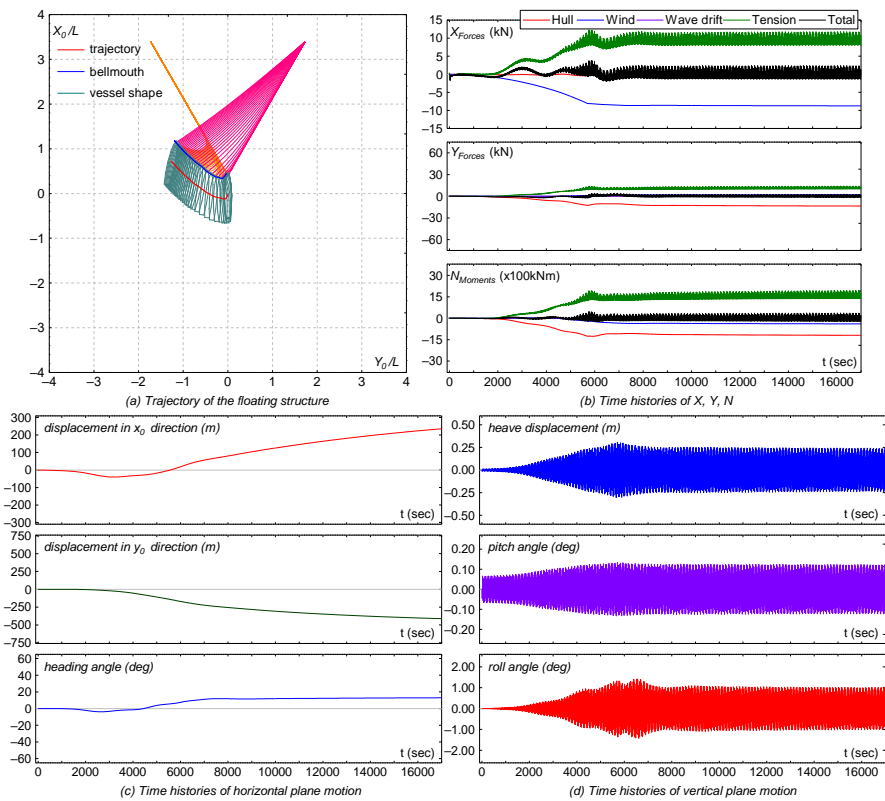 Hull Wind Wave drift Tension Total
X0/L
trajectory
bellmouth
vessel shape
4
3
2
1
0
−1
−2
−3
−4
Y0/L
−4 −3 −2 −1 0 1 2 3 4
(a) Trajectory of the floating structure
XForces (kN)
15
10
5
0
−5
−10
−15
YForces (kN)
60
30
0
−30
−60
NMoments (x100kNm)
30
15
0
−15
−30
t (sec)
0 2000 4000 6000 8000 10000 12000 14000 16000
(b) Time histories of X, Y, N
displacement in x0 direction (m)
300
200
100
0
−100
−200
−300
t (sec)
displacement in y0 direction (m)
750
500
250
0
−250
−500
−750
t (sec)
heading angle (deg)
60
40
20
0
−20
−40
−60
t (sec)
0 2000 4000 6000 8000 10000 12000 14000 16000
(c) Time histories of horizontal plane motion
heave displacement (m)
0.50
0.25
0.00
−0.25
−0.50
t (sec)
pitch angle (deg)
0.20
0.10
0.00
−0.10
−0.20
t (sec)
roll angle (deg)
2.00
1.00
0.00
−1.00
−2.00
t (sec)
0 2000 4000 6000 8000 10000 12000 14000 16000
(d) Time histories of vertical plane motion